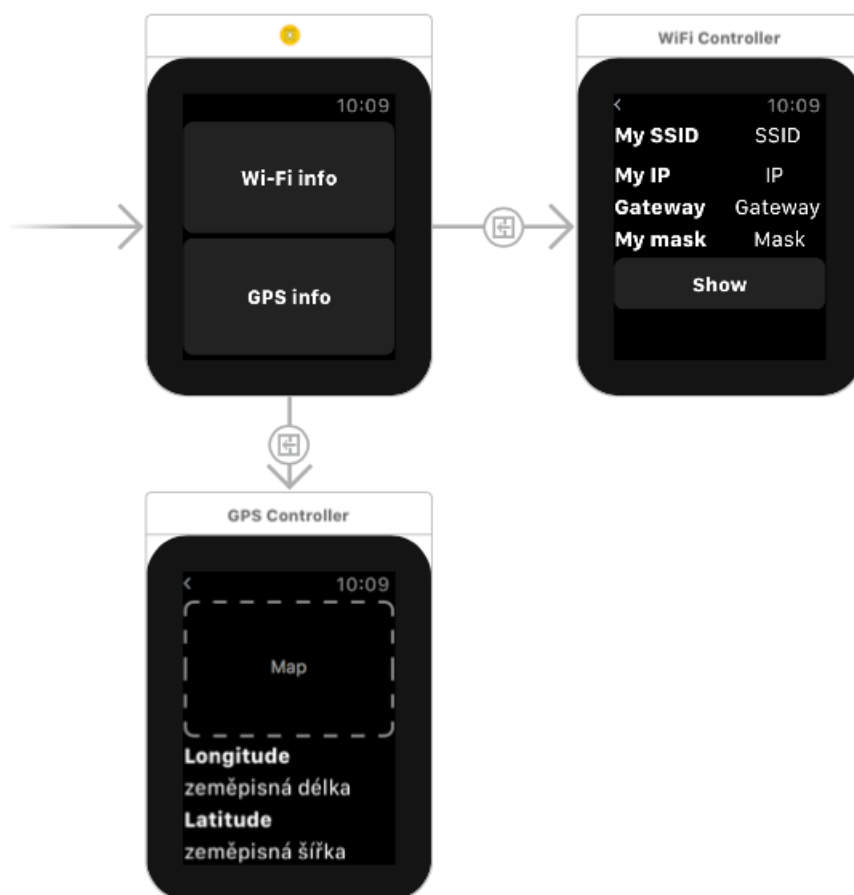 WiFi Controller
10:09
Wi-Fi info
GPS info
< 10:09
My SSID SSID
My IP IP
Gateway Gateway
My mask Mask
Show
GPS Controller
< 10:09
Map
Longitude
zeměpisná délka
Latitude
zeměpisná šířka